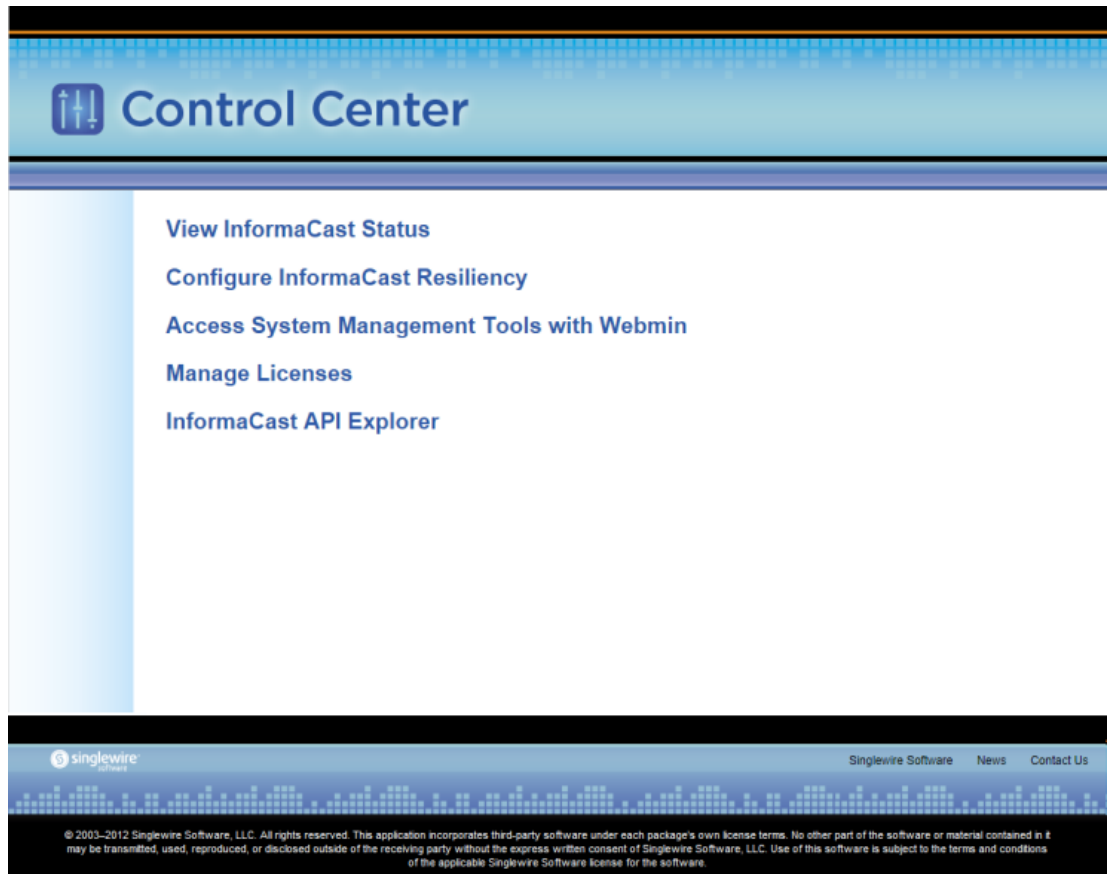 Control Center
View InformaCast Status
Configure InformaCast Resiliency
Access System Management Tools with Webmin
Manage Licenses
InformaCast API Explorer
singlewire
software
Singlewire Software News Contact Us
© 2003–2012 Singlewire Software, LLC. All rights reserved. This application incorporates third-party software under each package's own license terms. No other part of the software or material contained in it
may be transmitted, used, reproduced, or disclosed outside of the receiving party without the express written consent of Singlewire Software, LLC. Use of this software is subject to the terms and conditions
of the applicable Singlewire Software license for the software.